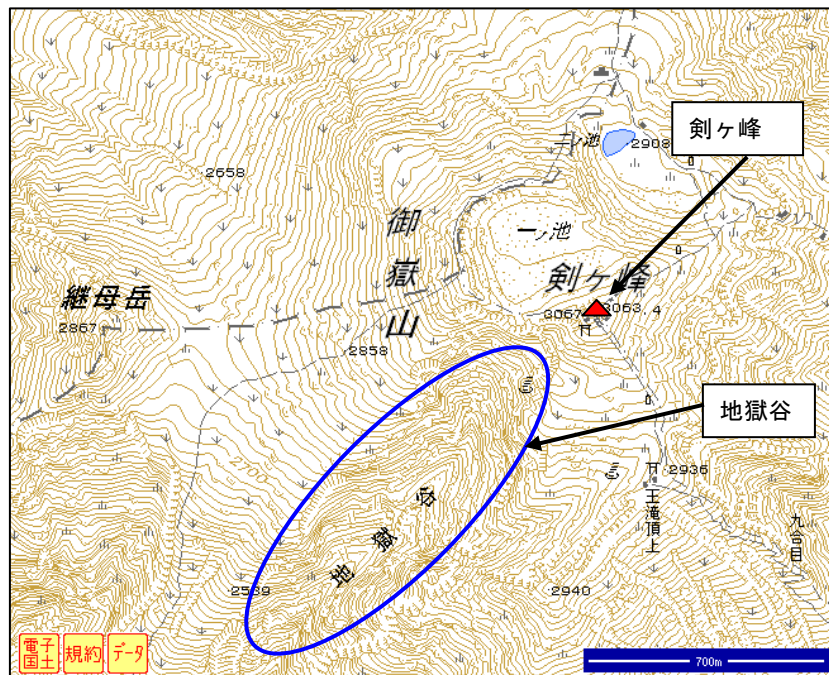 剣ヶ峰
二ノ池
2908
2658
御嶽山
一ノ池
剣ヶ峰
継母岳
2867
3067
3063.4
2858
地獄谷
2936
王滝頂上
九合目
地獄谷
2539
2940
電子国土
規約
データ
700m